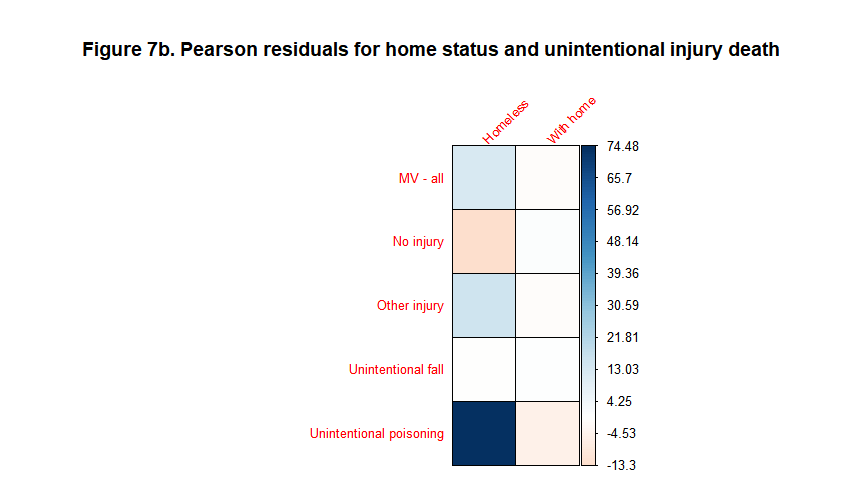 Figure 7b. Pearson residuals for home status and unintentional injury death
Homeless
With home
74.48
MV - all
65.7
56.92
No injury
48.14
39.36
Other injury
30.59
21.81
Unintentional fall
13.03
4.25
Unintentional poisoning
-4.53
-13.3